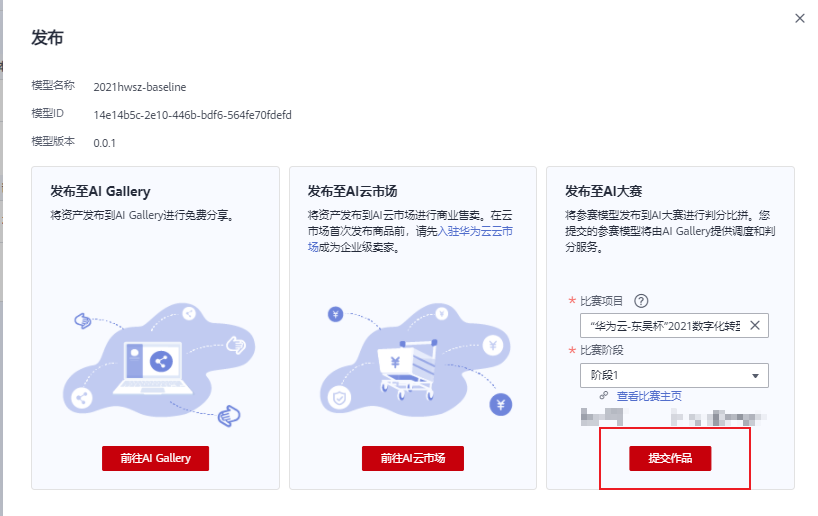 发布
模型名称 2021hwsz-baseline
模型ID 14e14b5c-2e10-446b-bdf6-564fe70fdefd
模型版本 0.0.1
发布至AI Gallery
将资产发布到AI Gallery进行免费分享。
前往AI Gallery
发布至AI云市场
将资产发布到AI云市场进行商业售卖。在云
市场首次发布商品前，请先入驻华为云云市
场成为企业级卖家。
前往AI云市场
发布至AI大赛
将参赛模型发布到AI大赛进行判分比拼。您
提交的参赛模型将由AI Gallery提供调度和判
分服务。
* 比赛项目 ?
"华为云-东吴杯"2021数字化转型
* 比赛阶段
阶段1
查看比赛主页
提交作品